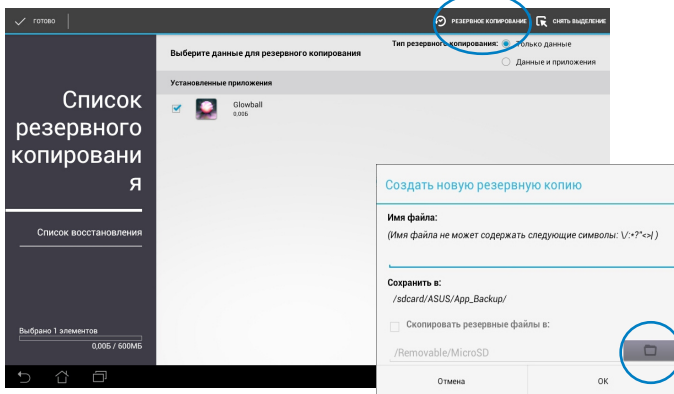 ГОТОВО
РЕЗЕРВНОЕ КОПИРОВАНИЕ
СНЯТЬ ВЫДЕЛЕНИЕ
Выберите данные для резервного копирования
Тип резервного копирования:
Только данные
Данные и приложения
Установленные приложения
Glowball
0,00Б
Список
резервного
копировани
я
Список восстановления
Выбрано 1 элементов
0,00Б / 600МБ
Создать новую резервную копию
Имя файла:
(Имя файла не может содержать следующие символы: \/:*?"<>| )
Сохранить в:
/sdcard/ASUS/App_Backup/
Скопировать резервные файлы в:
/Removable/MicroSD
Отмена
OK